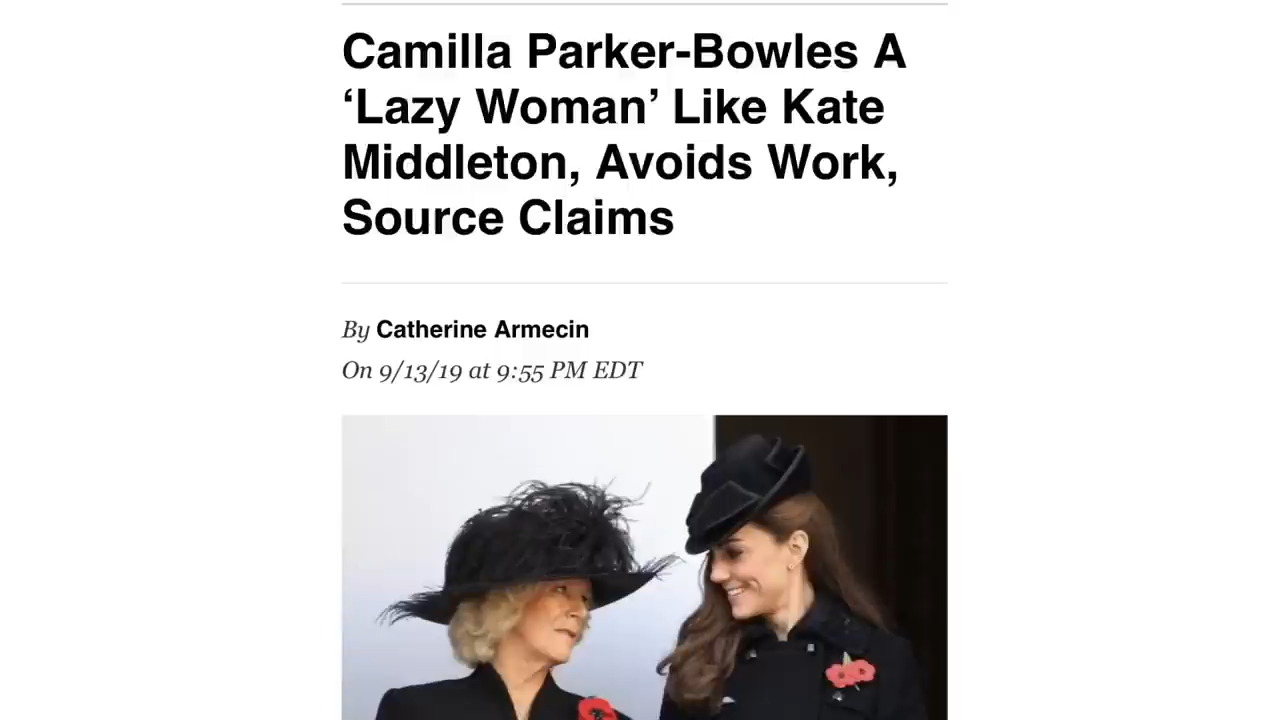 Camilla Parker-Bowles A
‘Lazy Woman’ Like Kate
Middleton, Avoids Work,
Source Claims
By Catherine Armecin
On 9/13/19 at 9:55 PM EDT